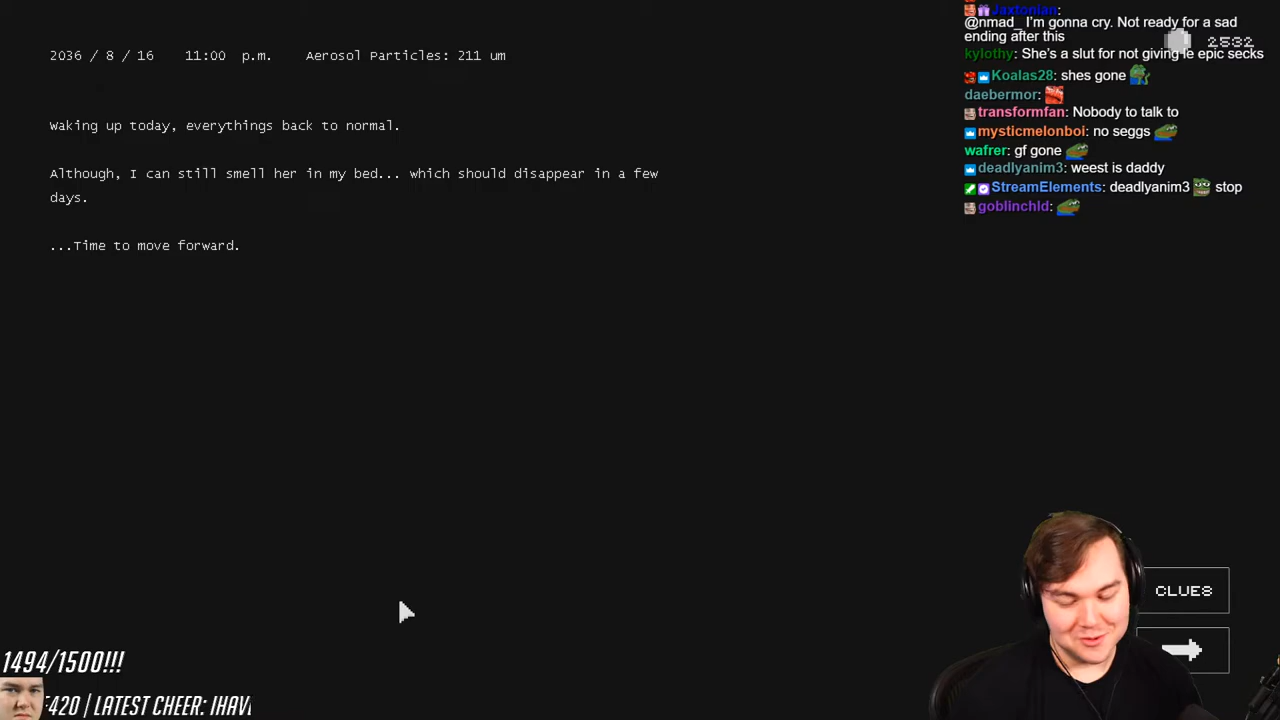 2036 / 8 / 16 11:00 p.m. Aerosol Particles: 211 um
Waking up today, everythings back to normal.
Although, I can still smell her in my bed... which should disappear in a few
days.
...Time to move forward.
Jaxtonian:
@nmad_ I'm gonna cry. Not ready for a sad
ending after this
2532
kylothy: She's a slut for not giving le epic secks
Koalas28: shes gone
daebermor:
transformfan: Nobody to talk to
mysticmelonboi: no seggs
wafrer: gf gone
deadlyanim3: weest is daddy
StreamElements: deadlyanim3 stop
goblinchld:
CLUES
1494/1500!!!
420 | LATEST CHEER: IHAV